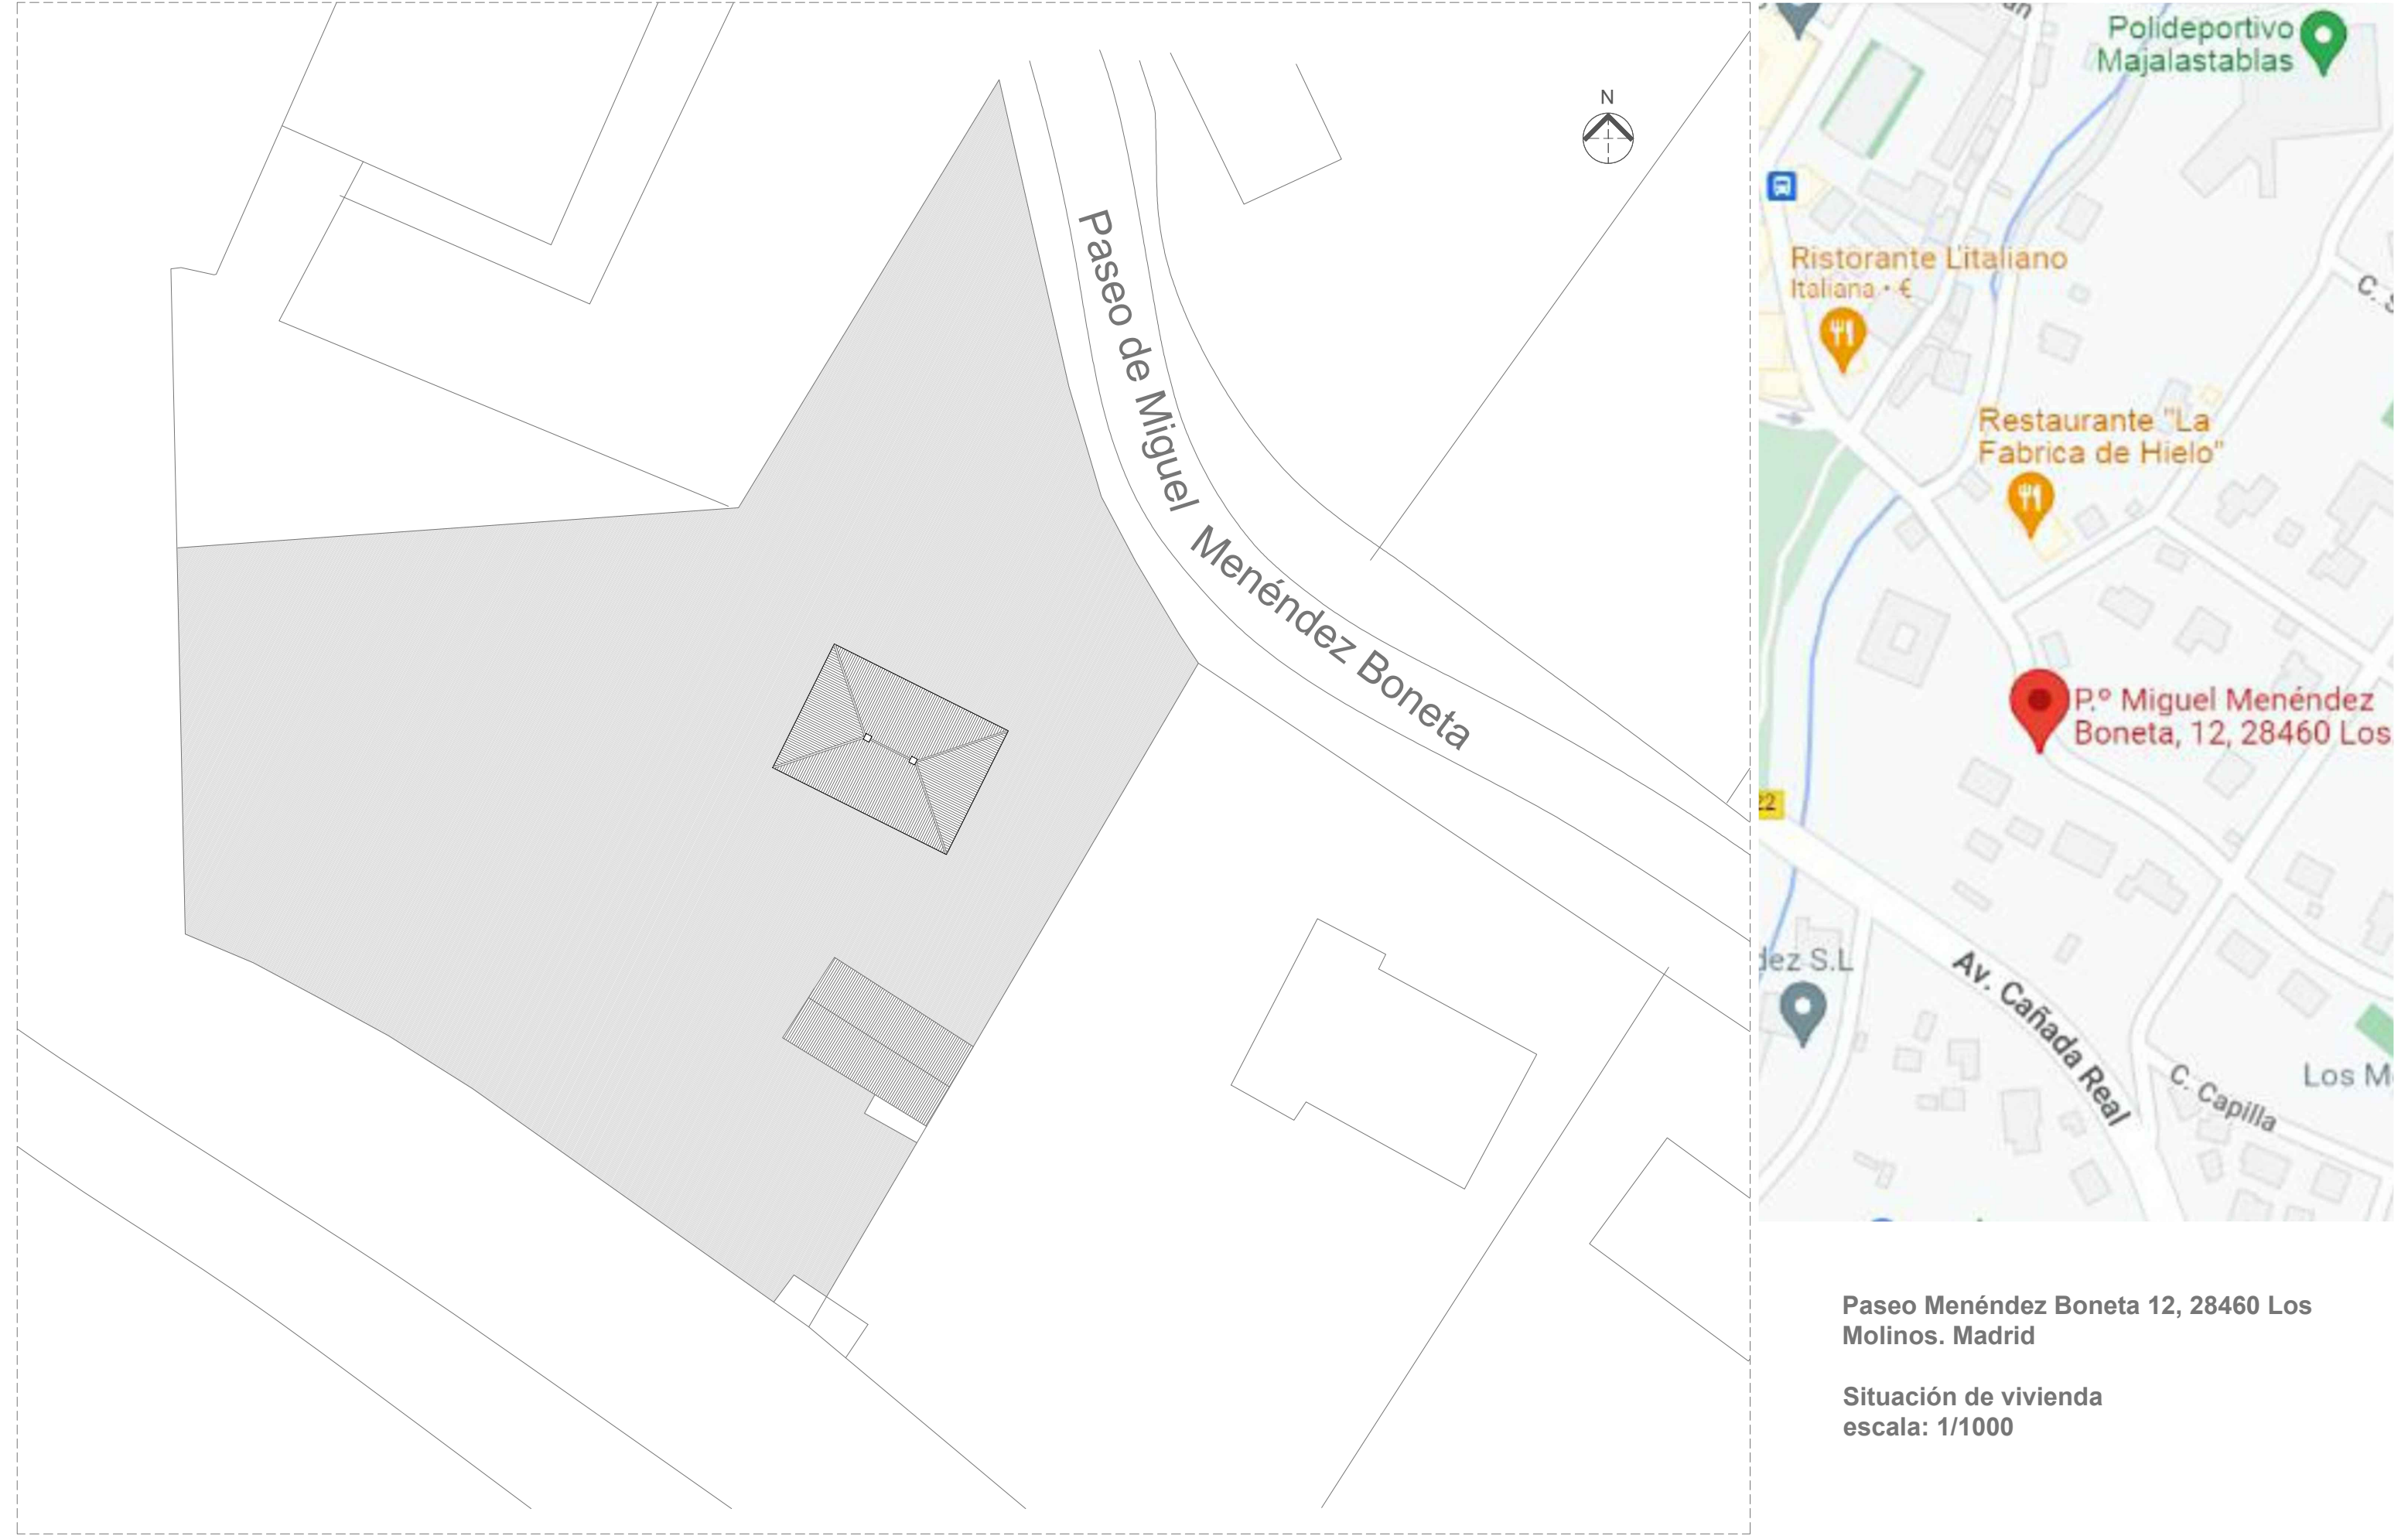 N
Paseo de Miguel Menéndez Boneta
Polideportivo
Majalastablas
Ristorante L'italiano
Italiana · €
C. S
Restaurante "La
Fabrica de Hielo"
P.º Miguel Menéndez
Boneta, 12, 28460 Los
22
dez S.L
Av. Cañada Real
C. Capilla
Los M
Paseo Menéndez Boneta 12, 28460 Los
Molinos. Madrid
Situación de vivienda
escala: 1/1000